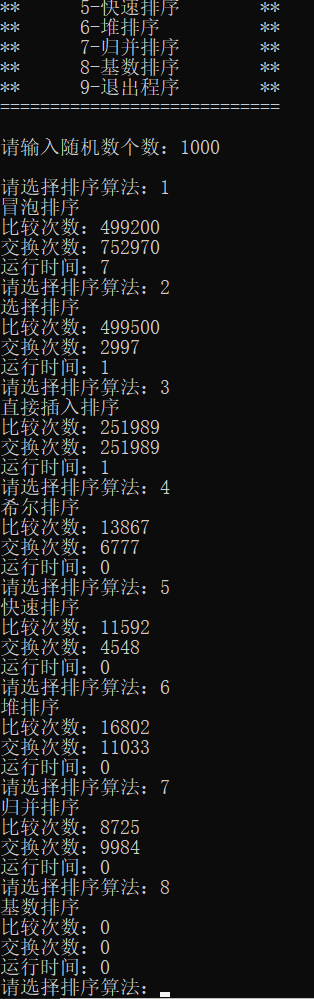 **      5-快速排序        **
**      6-堆排序          **
**      7-归并排序        **
**      8-基数排序        **
**      9-退出程序        **
============================
请输入随机数个数：1000
请选择排序算法：1
冒泡排序
比较次数：499200
交换次数：752970
运行时间：7
请选择排序算法：2
选择排序
比较次数：499500
交换次数：2997
运行时间：1
请选择排序算法：3
直接插入排序
比较次数：251989
交换次数：251989
运行时间：1
请选择排序算法：4
希尔排序
比较次数：13867
交换次数：6777
运行时间：0
请选择排序算法：5
快速排序
比较次数：11592
交换次数：4548
运行时间：0
请选择排序算法：6
堆排序
比较次数：16802
交换次数：11033
运行时间：0
请选择排序算法：7
归并排序
比较次数：8725
交换次数：9984
运行时间：0
请选择排序算法：8
基数排序
比较次数：0
交换次数：0
运行时间：0
请选择排序算法：